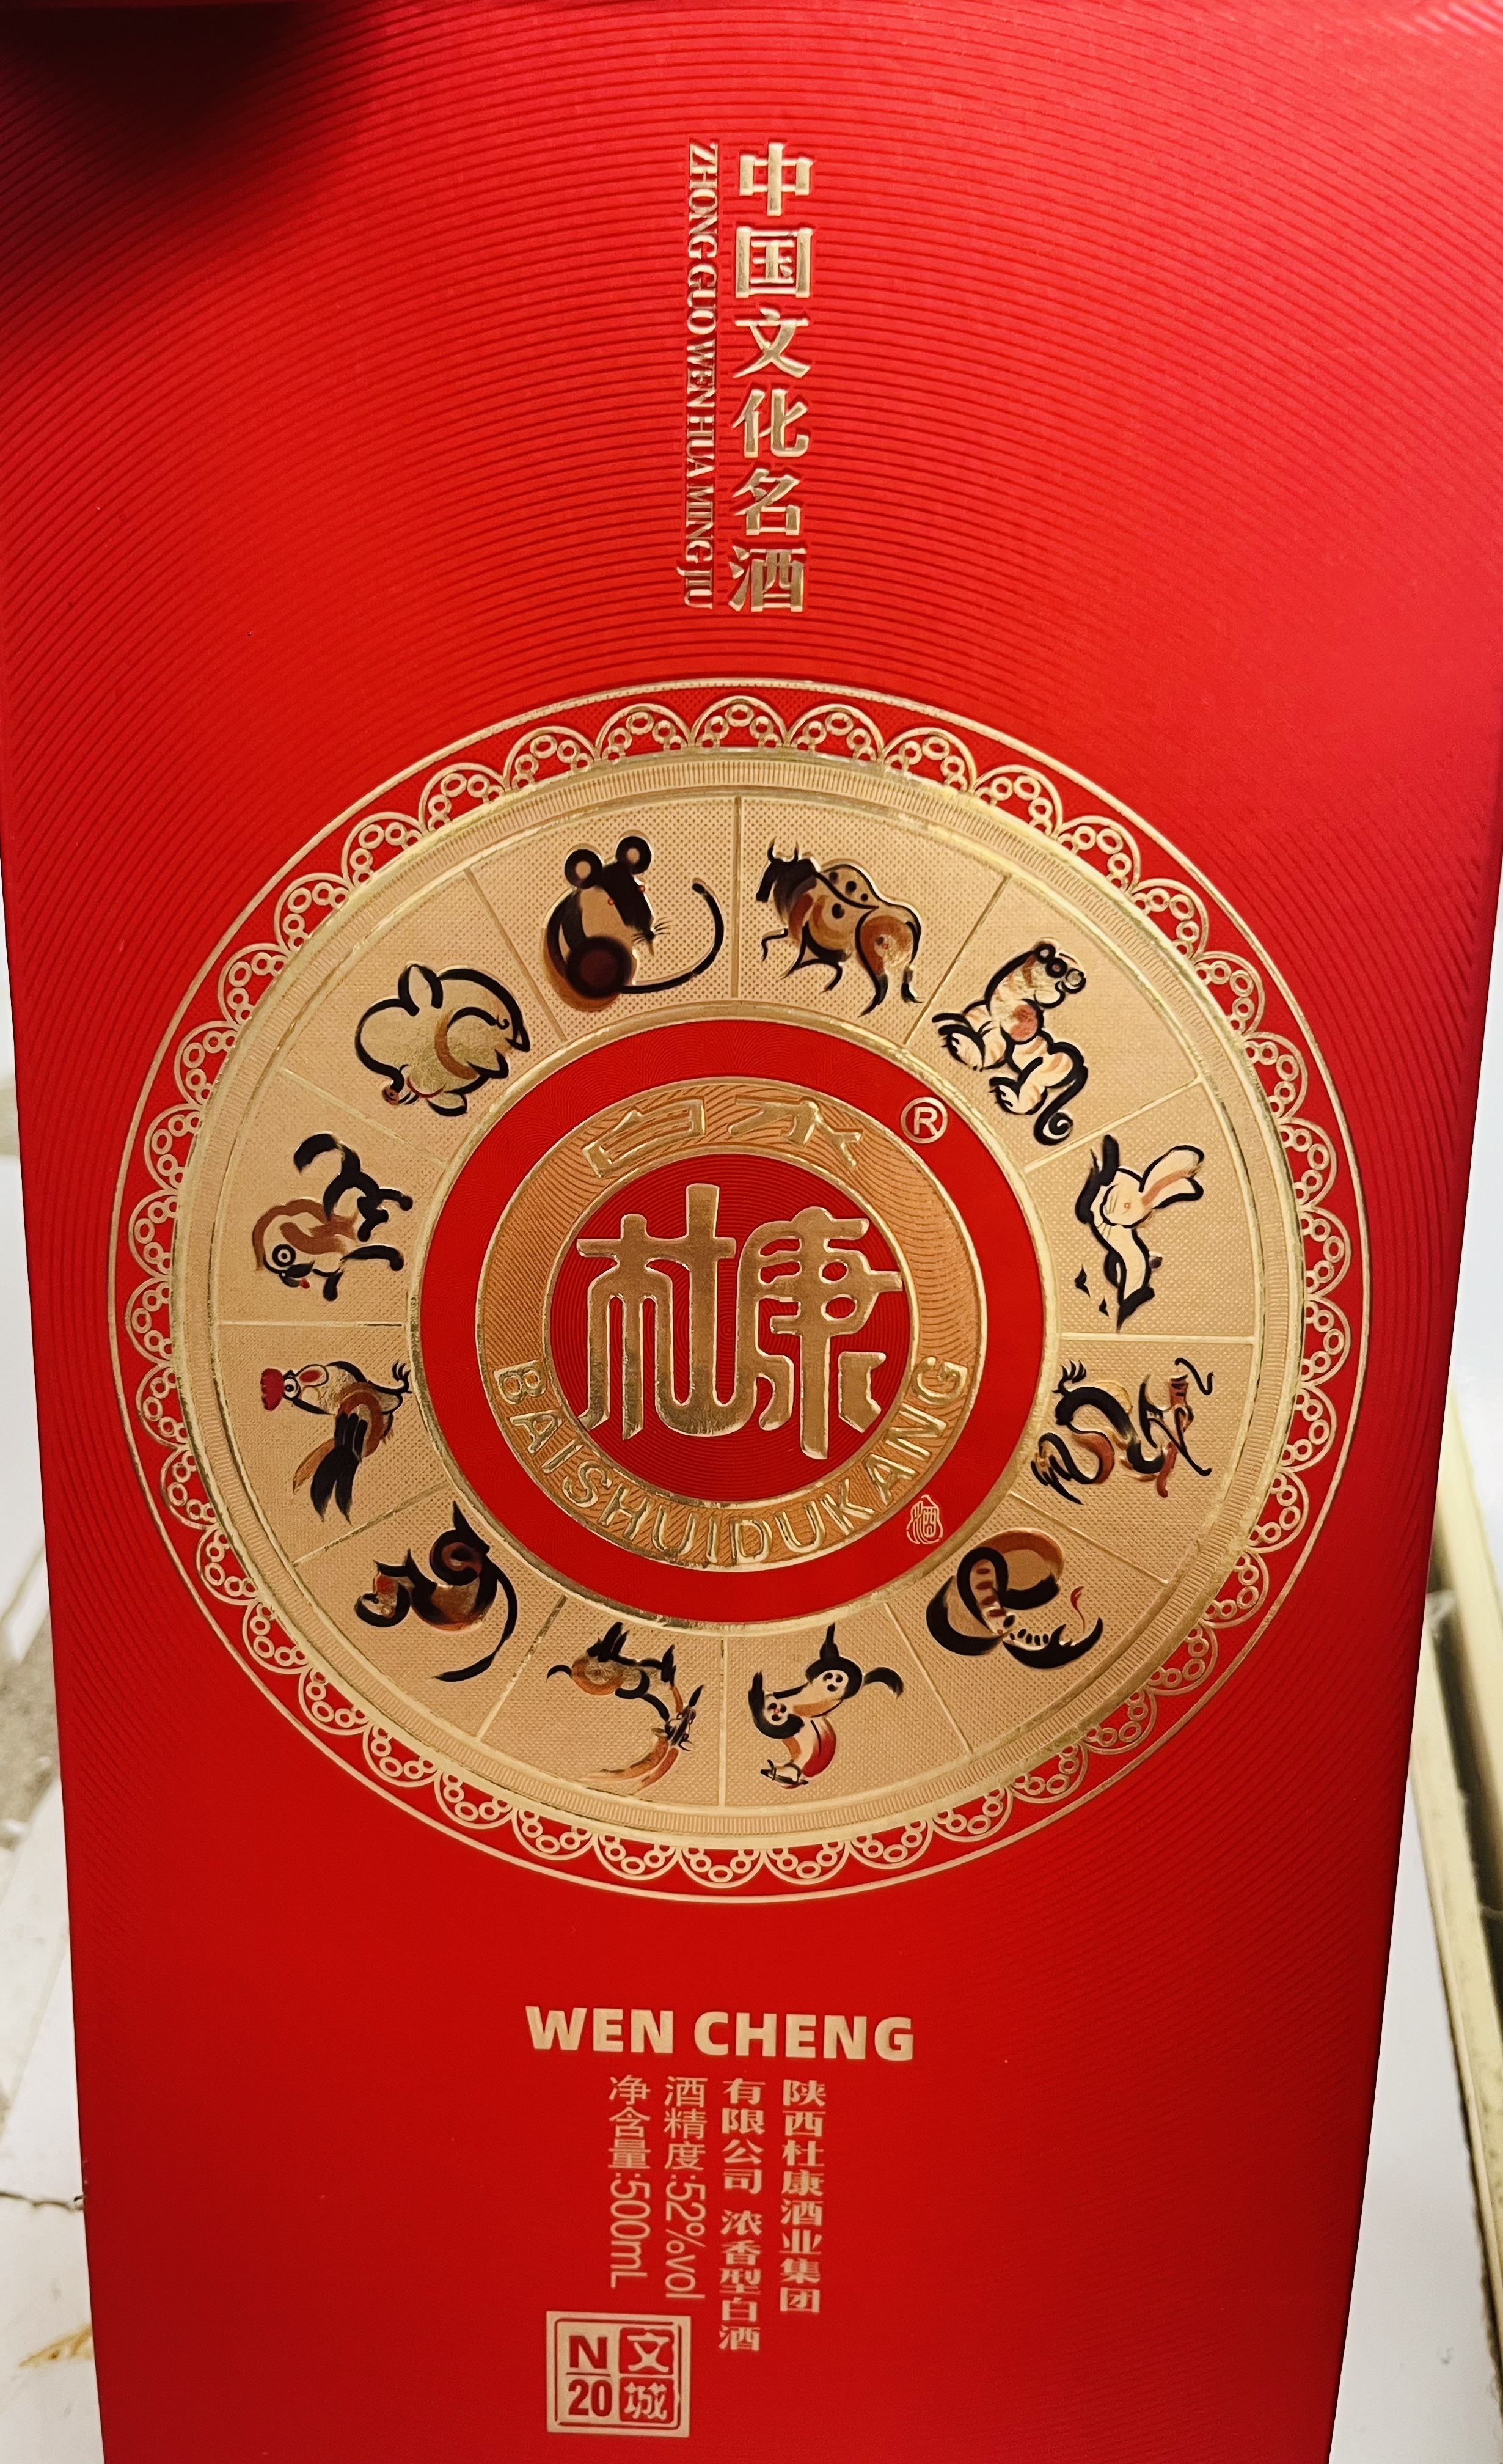 中国文化名酒
ZHONG GUO WEN HUA MING JIU
白水
®
杜康
BAISHUIDUKANG
酒
WEN CHENG
陕西杜康酒业集团
有限公司 浓香型白酒
酒精度:52%vol
净含量:500mL
文城
N
20